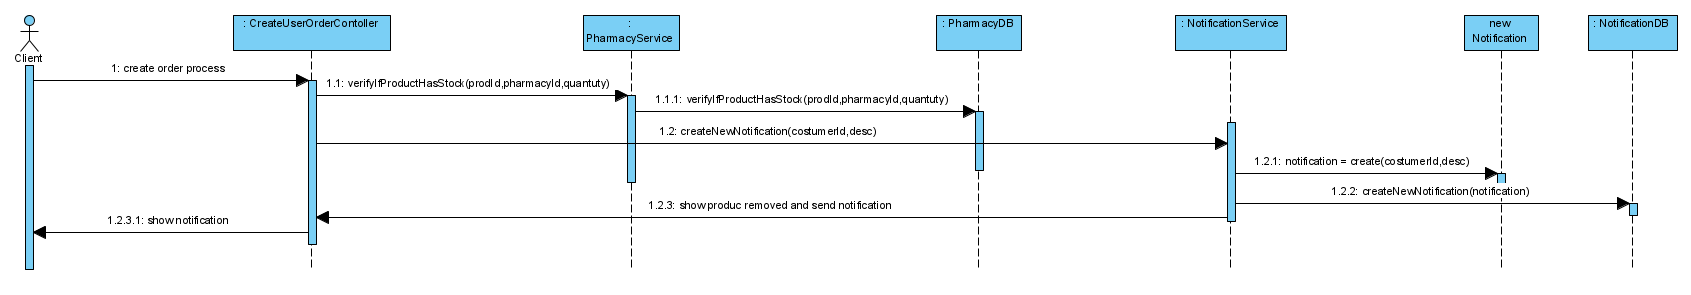 : CreateUserOrderContoller
:
PharmacyService
: PharmacyDB
: NotificationService
new
Notification
: NotificationDB
Client
1: create order process
1.1: verifyIfProductHasStock(prodId,pharmacyId,quantuty)
1.1.1: verifyIfProductHasStock(prodId,pharmacyId,quantuty)
1.2: createNewNotification(costumerId,desc)
1.2.1: notification = create(costumerId,desc)
1.2.2: createNewNotification(notification)
1.2.3: show produc removed and send notification
1.2.3.1: show notification